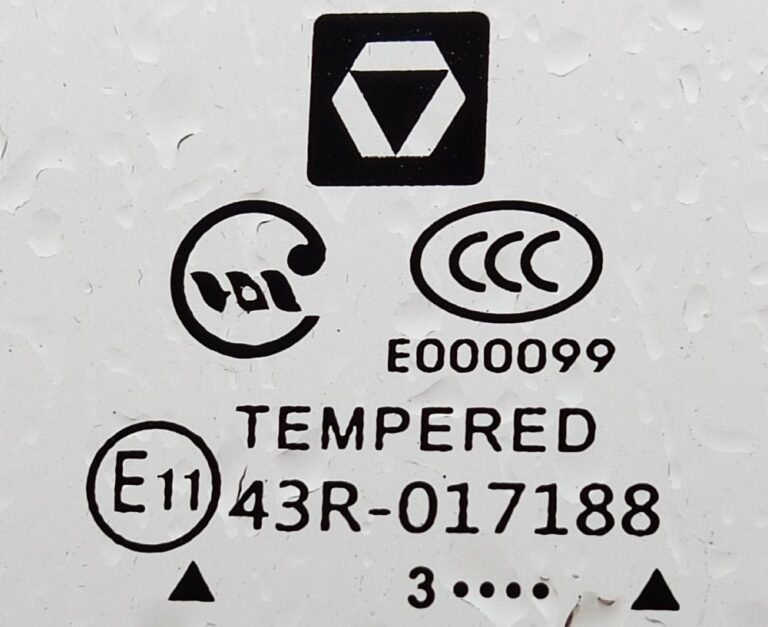 CCC
E000099
TEMPERED
E11 43R-017188
3 ••••